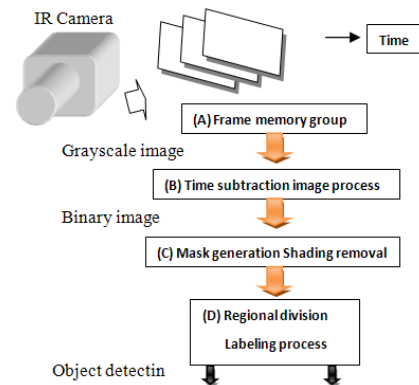 IR Camera
Time
(A) Frame memory group
Grayscale image
(B) Time subtraction image process
Binary image
(C) Mask generation Shading removal
(D) Regional division
Labeling process
Object detectin